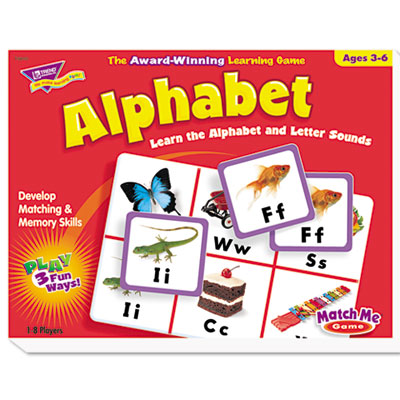 The Award-Winning Learning Game
Ages 3-6
TREND
Alphabet
Learn the Alphabet and Letter Sounds
Develop
Matching &
Memory Skills
PLAY
3 Fun
Ways!
1-8 Players
Ff
Ww
Ff
Ss
Ii
Ii
Cc
Match Me
Game